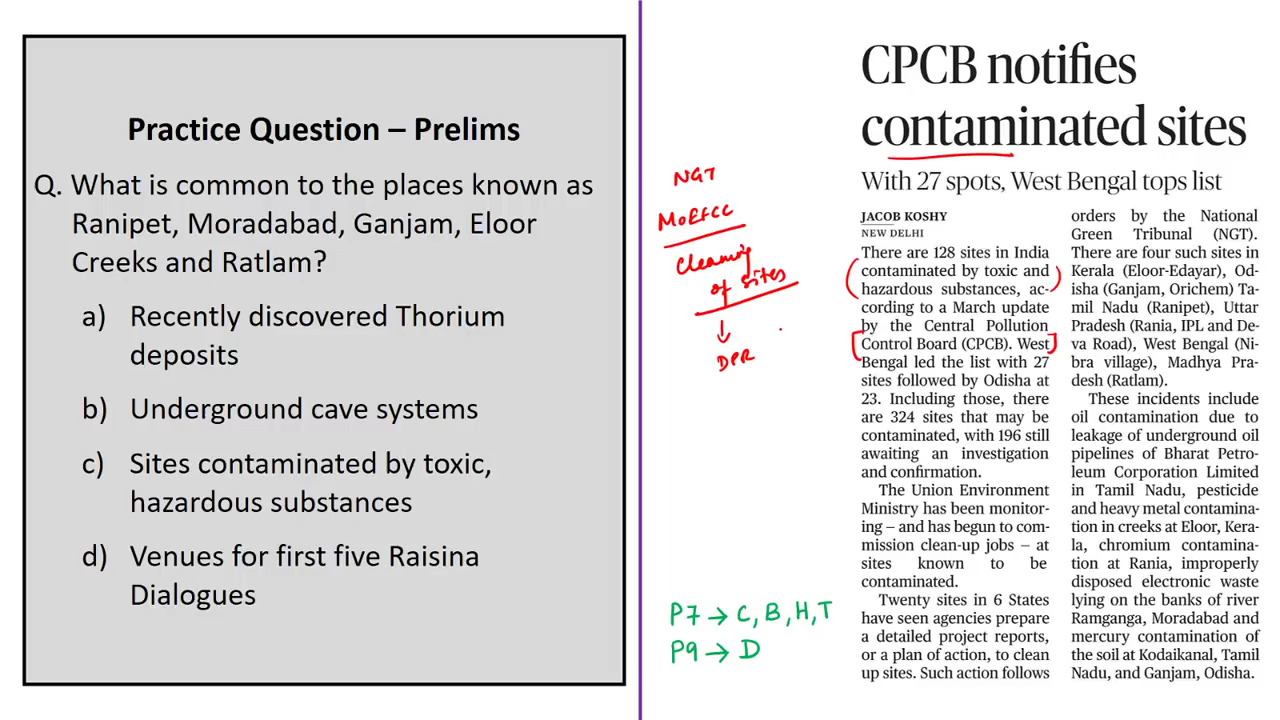 Practice Question – Prelims
Q. What is common to the places known as
Ranipet, Moradabad, Ganjam, Eloor
Creeks and Ratlam?
a) Recently discovered Thorium
deposits
b) Underground cave systems
c) Sites contaminated by toxic,
hazardous substances
d) Venues for first five Raisina
Dialogues
NGT
MoEfCC
Cleaning
of Sites
DPR
P7 → C, B, H, T
P9 → D
CPCB notifies
contaminated sites
With 27 spots, West Bengal tops list
JACOB KOSHY
NEW DELHI
There are 128 sites in India
contaminated by toxic and
hazardous substances, ac-
cording to a March update
by the Central Pollution
Control Board (CPCB). West
Bengal led the list with 27
sites followed by Odisha at
23. Including those, there
are 324 sites that may be
contaminated, with 196 still
awaiting an investigation
and confirmation.
The Union Environment
Ministry has been monitor-
ing – and has begun to com-
mission clean-up jobs – at
sites known to be
contaminated.
Twenty sites in 6 States
have seen agencies prepare
a detailed project reports,
or a plan of action, to clean
up sites. Such action follows
orders by the National
Green Tribunal (NGT).
There are four such sites in
Kerala (Eloor-Edayar), Od-
isha (Ganjam, Orichem) Ta-
mil Nadu (Ranipet), Uttar
Pradesh (Rania, IPL and De-
va Road), West Bengal (Ni-
bra village), Madhya Pra-
desh (Ratlam).
These incidents include
oil contamination due to
leakage of underground oil
pipelines of Bharat Petro-
leum Corporation Limited
in Tamil Nadu, pesticide
and heavy metal contamina-
tion in creeks at Eloor, Kera-
la, chromium contamina-
tion at Rania, improperly
disposed electronic waste
lying on the banks of river
Ramganga, Moradabad and
mercury contamination of
the soil at Kodaikanal, Tamil
Nadu, and Ganjam, Odisha.